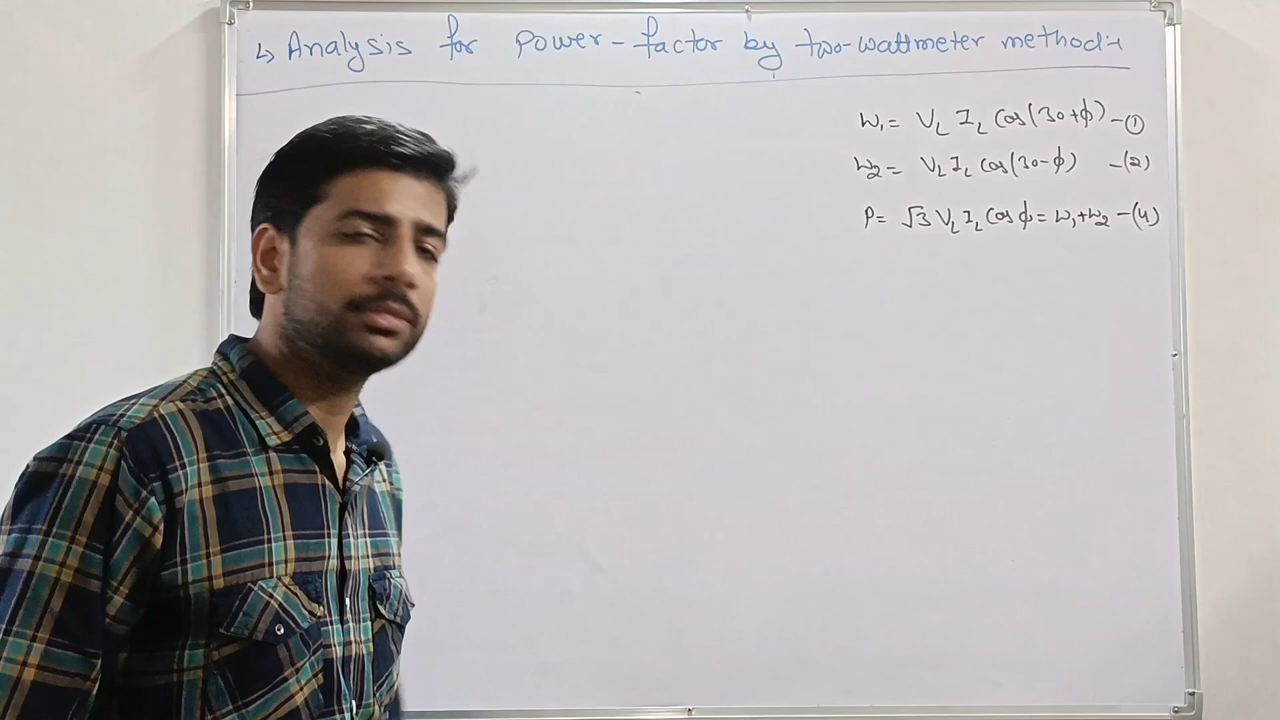 ↳ Analysis for Power-factor by two-wattmeter method:-
W₁ = V_L I_L Cos(30+ϕ) -①
W₂ = V_L I_L Cos(30-ϕ) -(2)
P = √3 V_L I_L Cos ϕ = W₁+W₂ -(4)